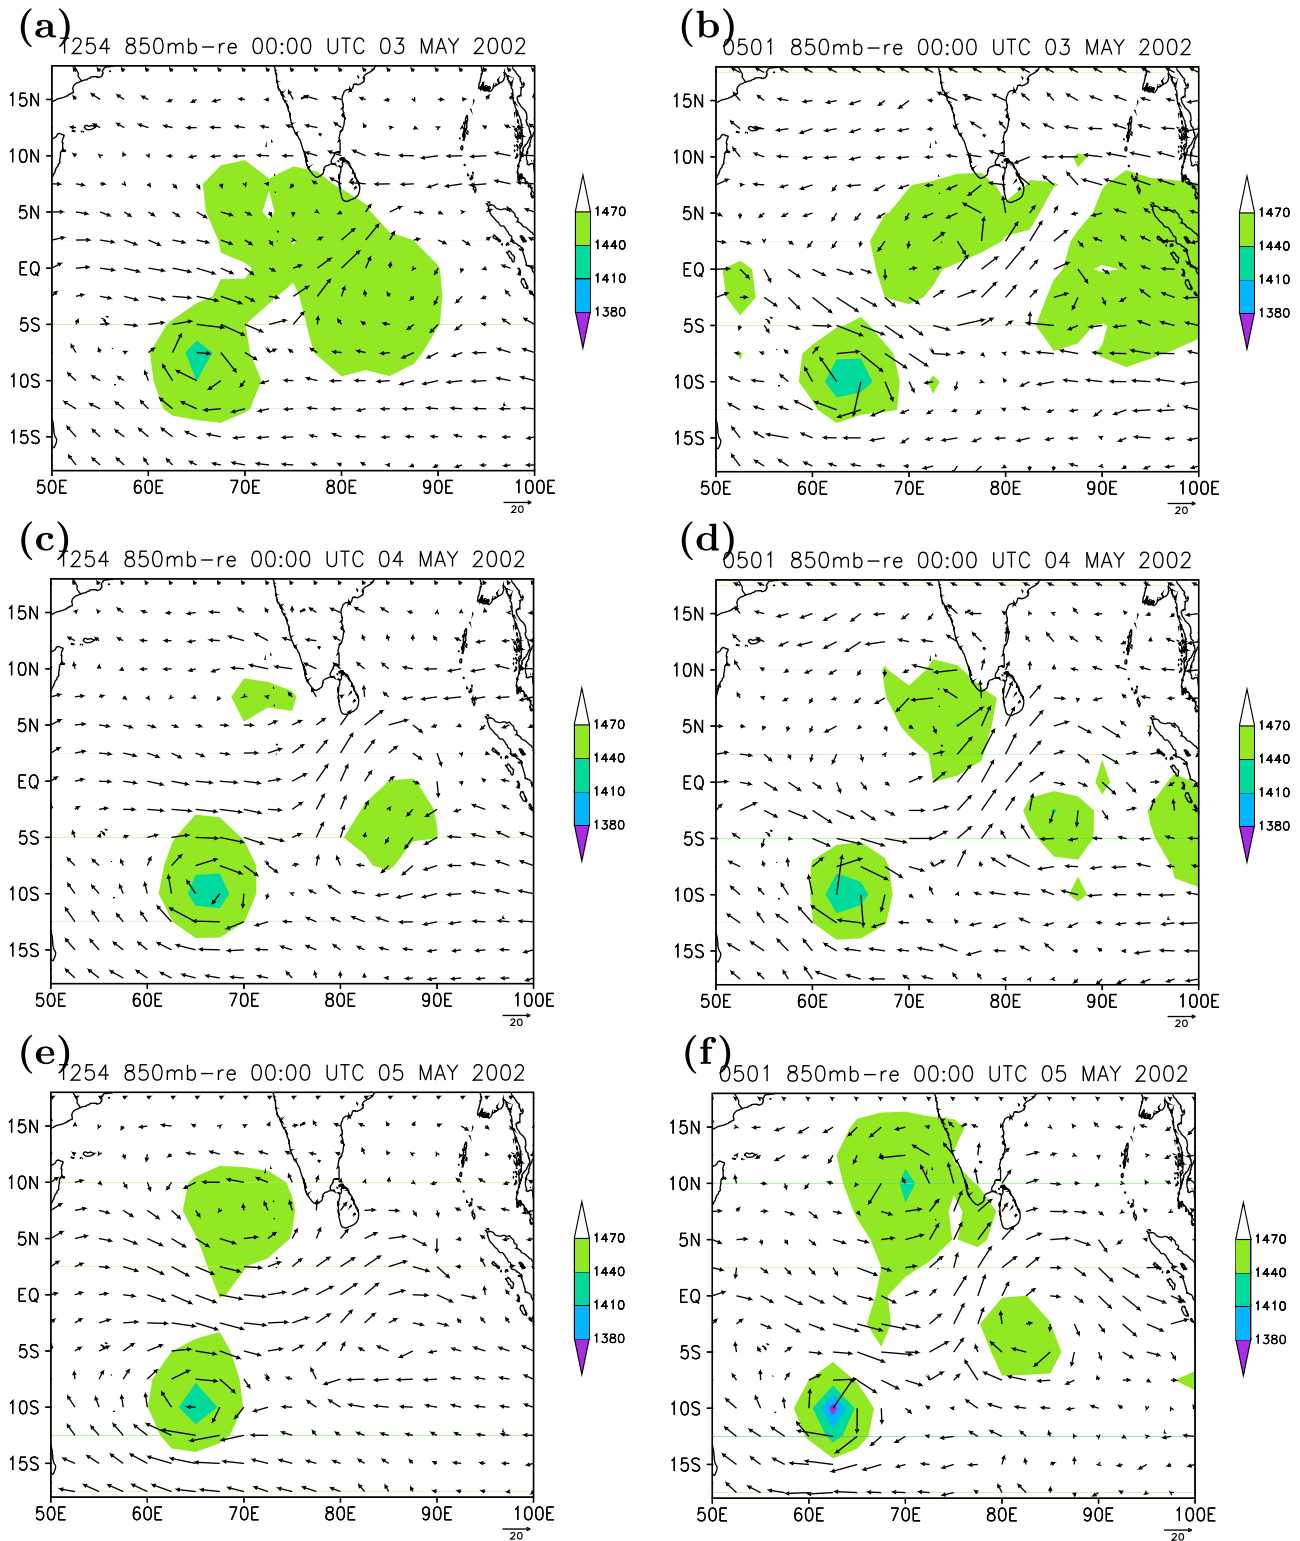 (a) (b)
T254 850mb-re 00:00 UTC 03 MAY 2002
0501 850mb-re 00:00 UTC 03 MAY 2002
15N 10N 5N EQ 5S 10S 15S
50E 60E 70E 80E 90E 100E
20
1470 1440 1410 1380
15N 10N 5N EQ 5S 10S 15S
50E 60E 70E 80E 90E 100E
20
1470 1440 1410 1380
(c) (d)
T254 850mb-re 00:00 UTC 04 MAY 2002
0501 850mb-re 00:00 UTC 04 MAY 2002
15N 10N 5N EQ 5S 10S 15S
50E 60E 70E 80E 90E 100E
20
1470 1440 1410 1380
15N 10N 5N EQ 5S 10S 15S
50E 60E 70E 80E 90E 100E
20
1470 1440 1410 1380
(e) (f)
T254 850mb-re 00:00 UTC 05 MAY 2002
0501 850mb-re 00:00 UTC 05 MAY 2002
15N 10N 5N EQ 5S 10S 15S
50E 60E 70E 80E 90E 100E
20
1470 1440 1410 1380
15N 10N 5N EQ 5S 10S 15S
50E 60E 70E 80E 90E 100E
20
1470 1440 1410 1380